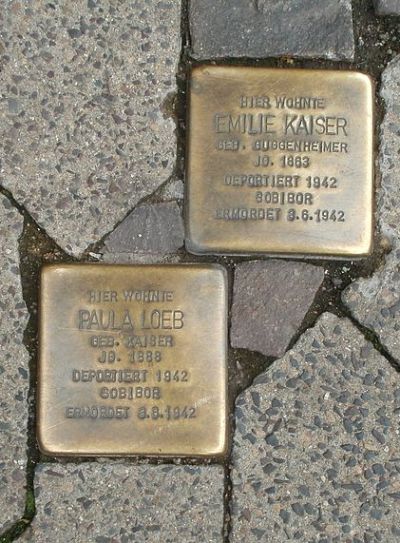 HIER WOHNTE
EMILIE KAISER
GEB. GUGGENHEIMER
JG. 1863
DEPORTIERT 1942
SOBIBOR
ERMORDET 3.6.1942
HIER WOHNTE
PAULA LOEB
GEB. KAISER
JG. 1888
DEPORTIERT 1942
SOBIBOR
ERMORDET 3.6.1942